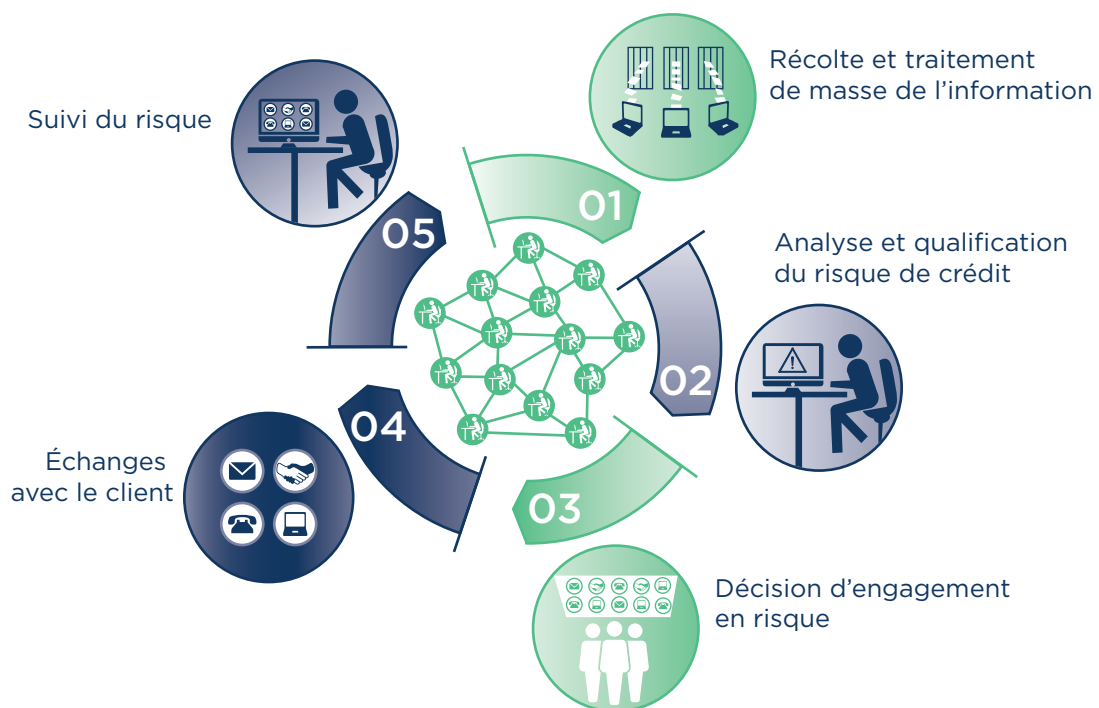 01
Récolte et traitement
de masse de l'information
02
Analyse et qualification
du risque de crédit
03
Décision d'engagement
en risque
04
Échanges
avec le client
05
Suivi du risque